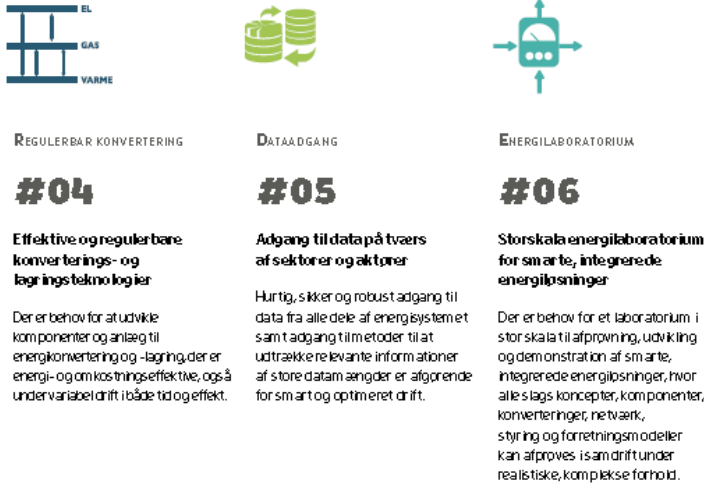 EL
GAS
VARME
REGULERBAR KONVERTERING
#04
Effektive og regulerbare
konverterings- og
lagringsteknologier
Der er behov for at udvikle
komponenter og anlæg til
energikonvertering og -lagring, der er
energi- og omkostningseffektive, også
under variabel drift i både tid og effekt.
DATAADGANG
#05
Adgang til data på tværs
af sektorer og aktører
Hurtig, sikker og robust adgang til
data fra alle dele af energisystemet
samt adgang til metoder til at
udtrække relevante informationer
af store datamængder er afgørende
for smart og optimeret drift.
ENERGILABORATORIUM
#06
Storskala energilaboratorium
for smarte, integrerede
energiløsninger
Der er behov for et laboratorium i
stor skala til afprøvning, udvikling
og demonstration af smarte,
integrerede energiløsninger, hvor
alle slags koncepter, komponenter,
konverteringer, netværk,
styring og forretningsmodeller
kan afprøves i samdrift under
realistiske, komplekse forhold.